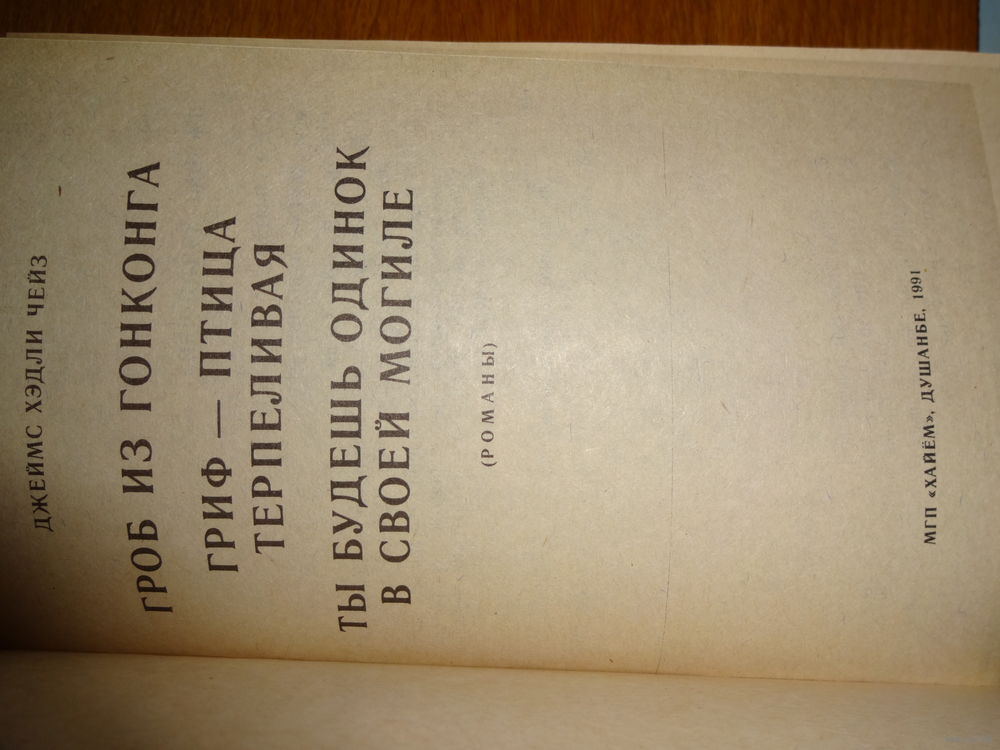 ДЖЕЙМС ХЭДЛИ ЧЕЙЗ
ГРОБ ИЗ ГОНКОНГА
ГРИФ — ПТИЦА
ТЕРПЕЛИВАЯ
ТЫ БУДЕШЬ ОДИНОК
В СВОЕЙ МОГИЛЕ
(РОМАНЫ)
МГП «ХАЙЁМ», ДУШАНБЕ, 1991